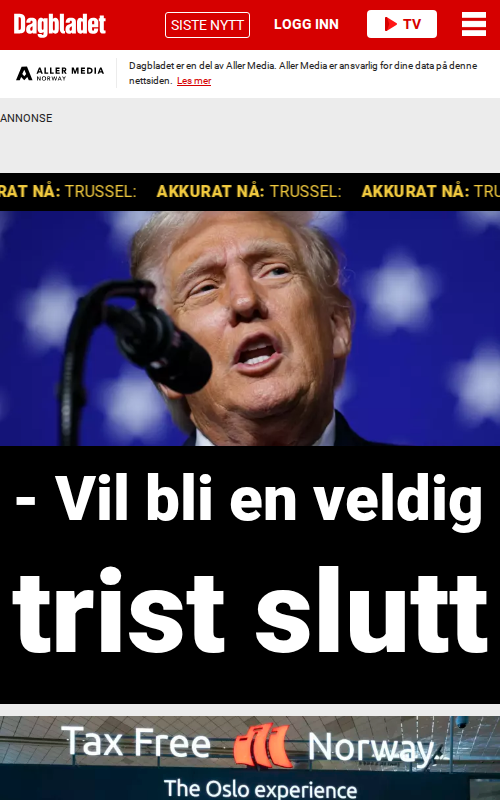 Dagbladet
SISTE NYTT
LOGG INN
TV
ALLER MEDIA
NORWAY
Dagbladet er en del av Aller Media. Aller Media er ansvarlig for dine data på denne
nettsiden. Les mer
ANNONSE
RAT NÅ: TRUSSEL: AKKURAT NÅ: TRUSSEL: AKKURAT NÅ: TRU
- Vil bli en veldig
trist slutt
Tax Free Norway.
The Oslo experience